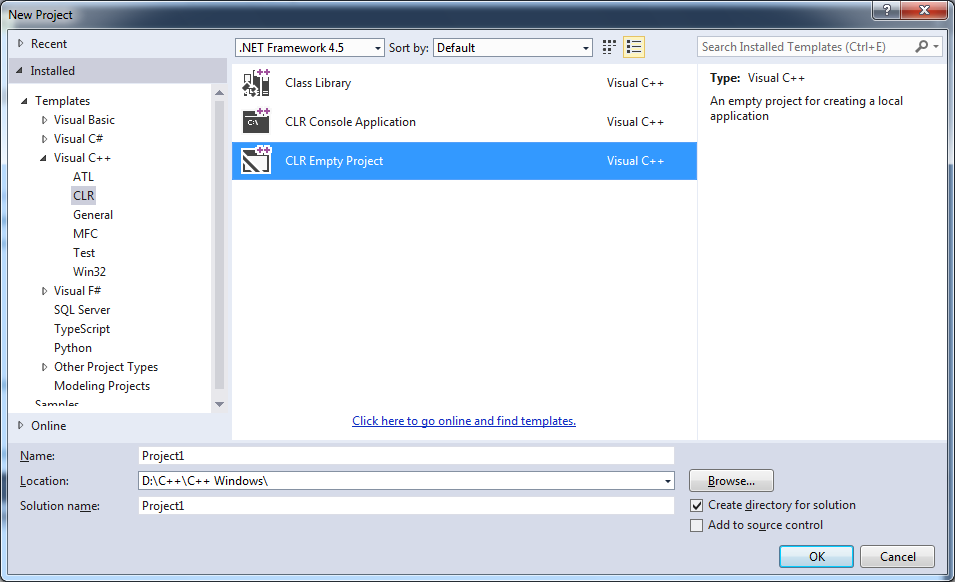 New Project
Recent
Installed
Templates
Visual Basic
Visual C#
Visual C++
ATL
CLR
General
MFC
Test
Win32
Visual F#
SQL Server
TypeScript
Python
Other Project Types
Modeling Projects
Samples
Online
.NET Framework 4.5
Sort by: Default
Search Installed Templates (Ctrl+E)
Class Library Visual C++
CLR Console Application Visual C++
CLR Empty Project Visual C++
Click here to go online and find templates.
Type: Visual C++
An empty project for creating a local
application
Name: Project1
Location: D:\C++\C++ Windows\
Browse...
Solution name: Project1
Create directory for solution
Add to source control
OK Cancel